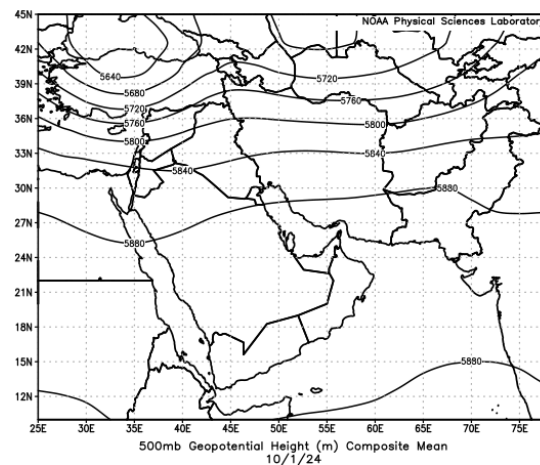 NOAA Physical Sciences Laborator
45N
42N
39N
36N
33N
30N
27N
24N
21N
18N
15N
12N
5640
5680
5720
5760
5800
5840
5880
5720
5760
5800
5840
5880
5880
25E 30E 35E 40E 45E 50E 55E 60E 65E 70E 75E
500mb Geopotential Height (m) Composite Mean
10/1/24